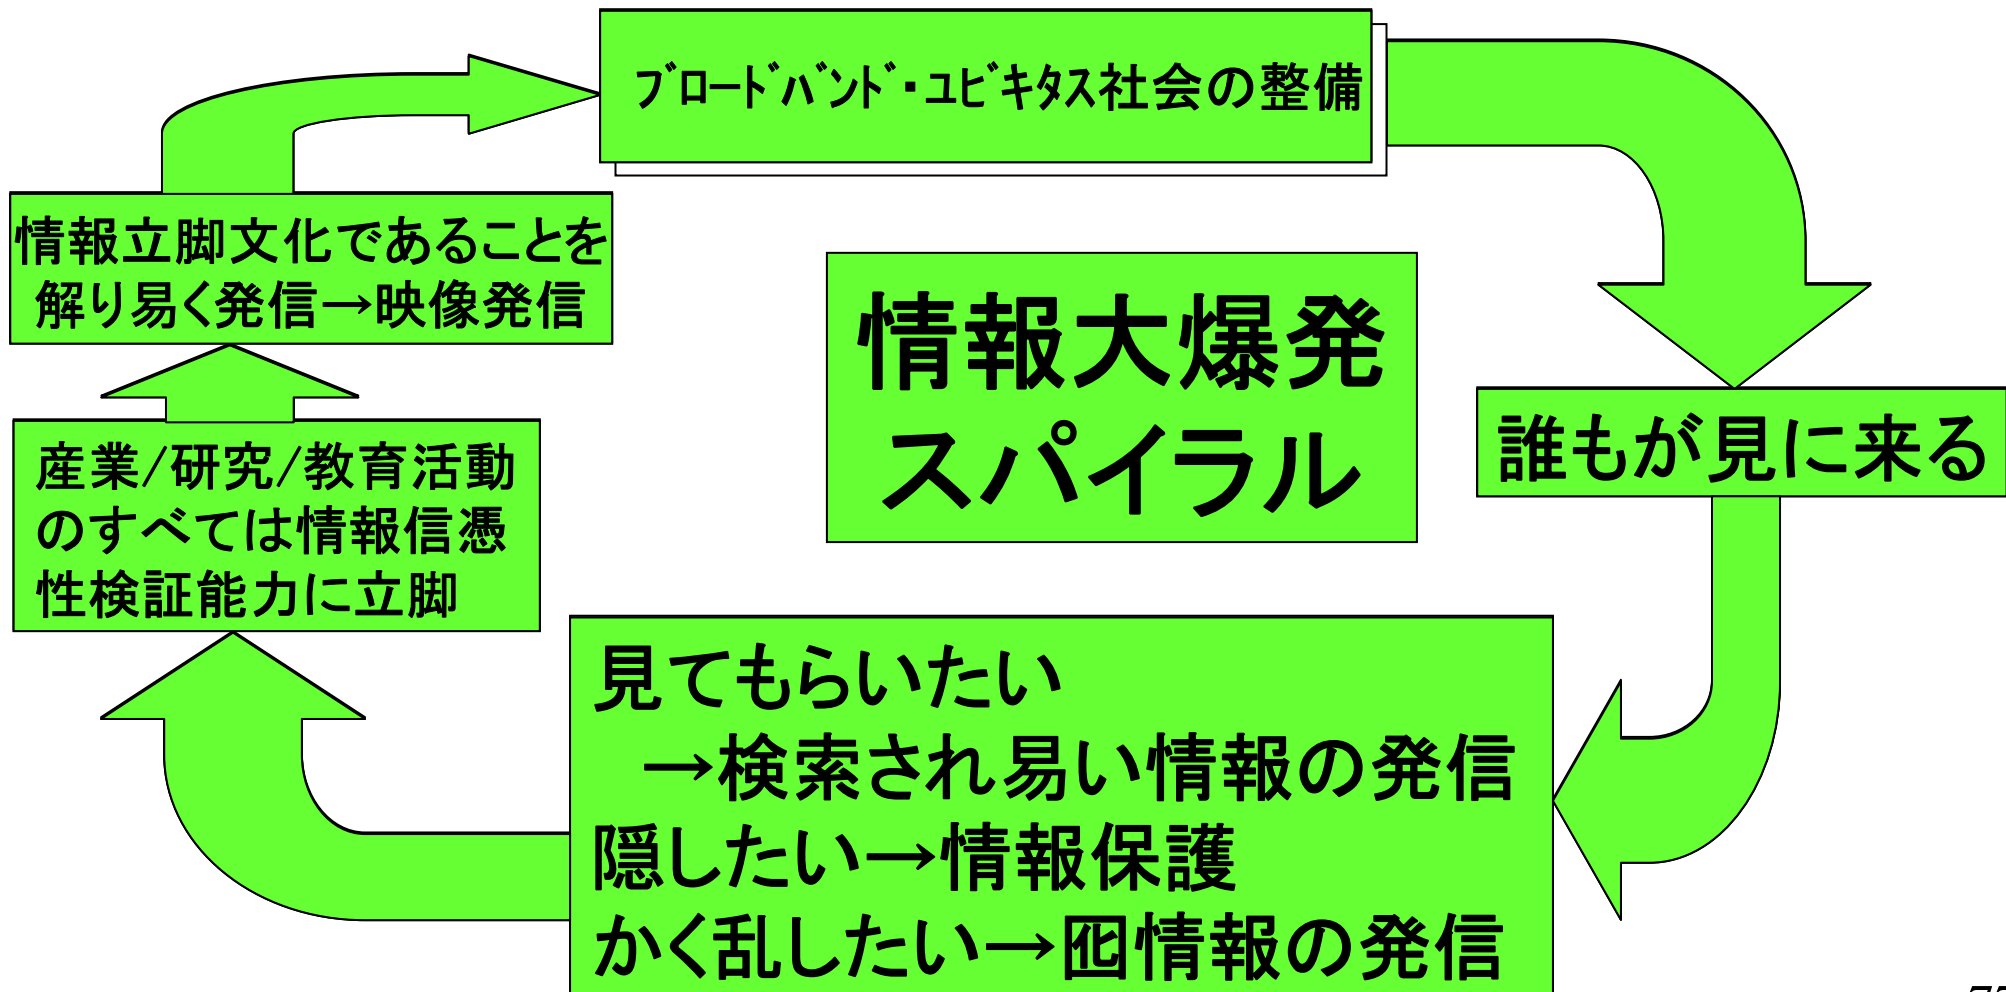 ﾌﾞﾛｰﾄﾞﾊﾞﾝﾄﾞ・ﾕﾋﾞｷﾀｽ社会の整備
情報立脚文化であることを
解り易く発信→映像発信
情報大爆発
スパイラル
誰もが見に来る
産業/研究/教育活動
のすべては情報信憑
性検証能力に立脚
見てもらいたい
→検索され易い情報の発信
隠したい→情報保護
かく乱したい→囮情報の発信